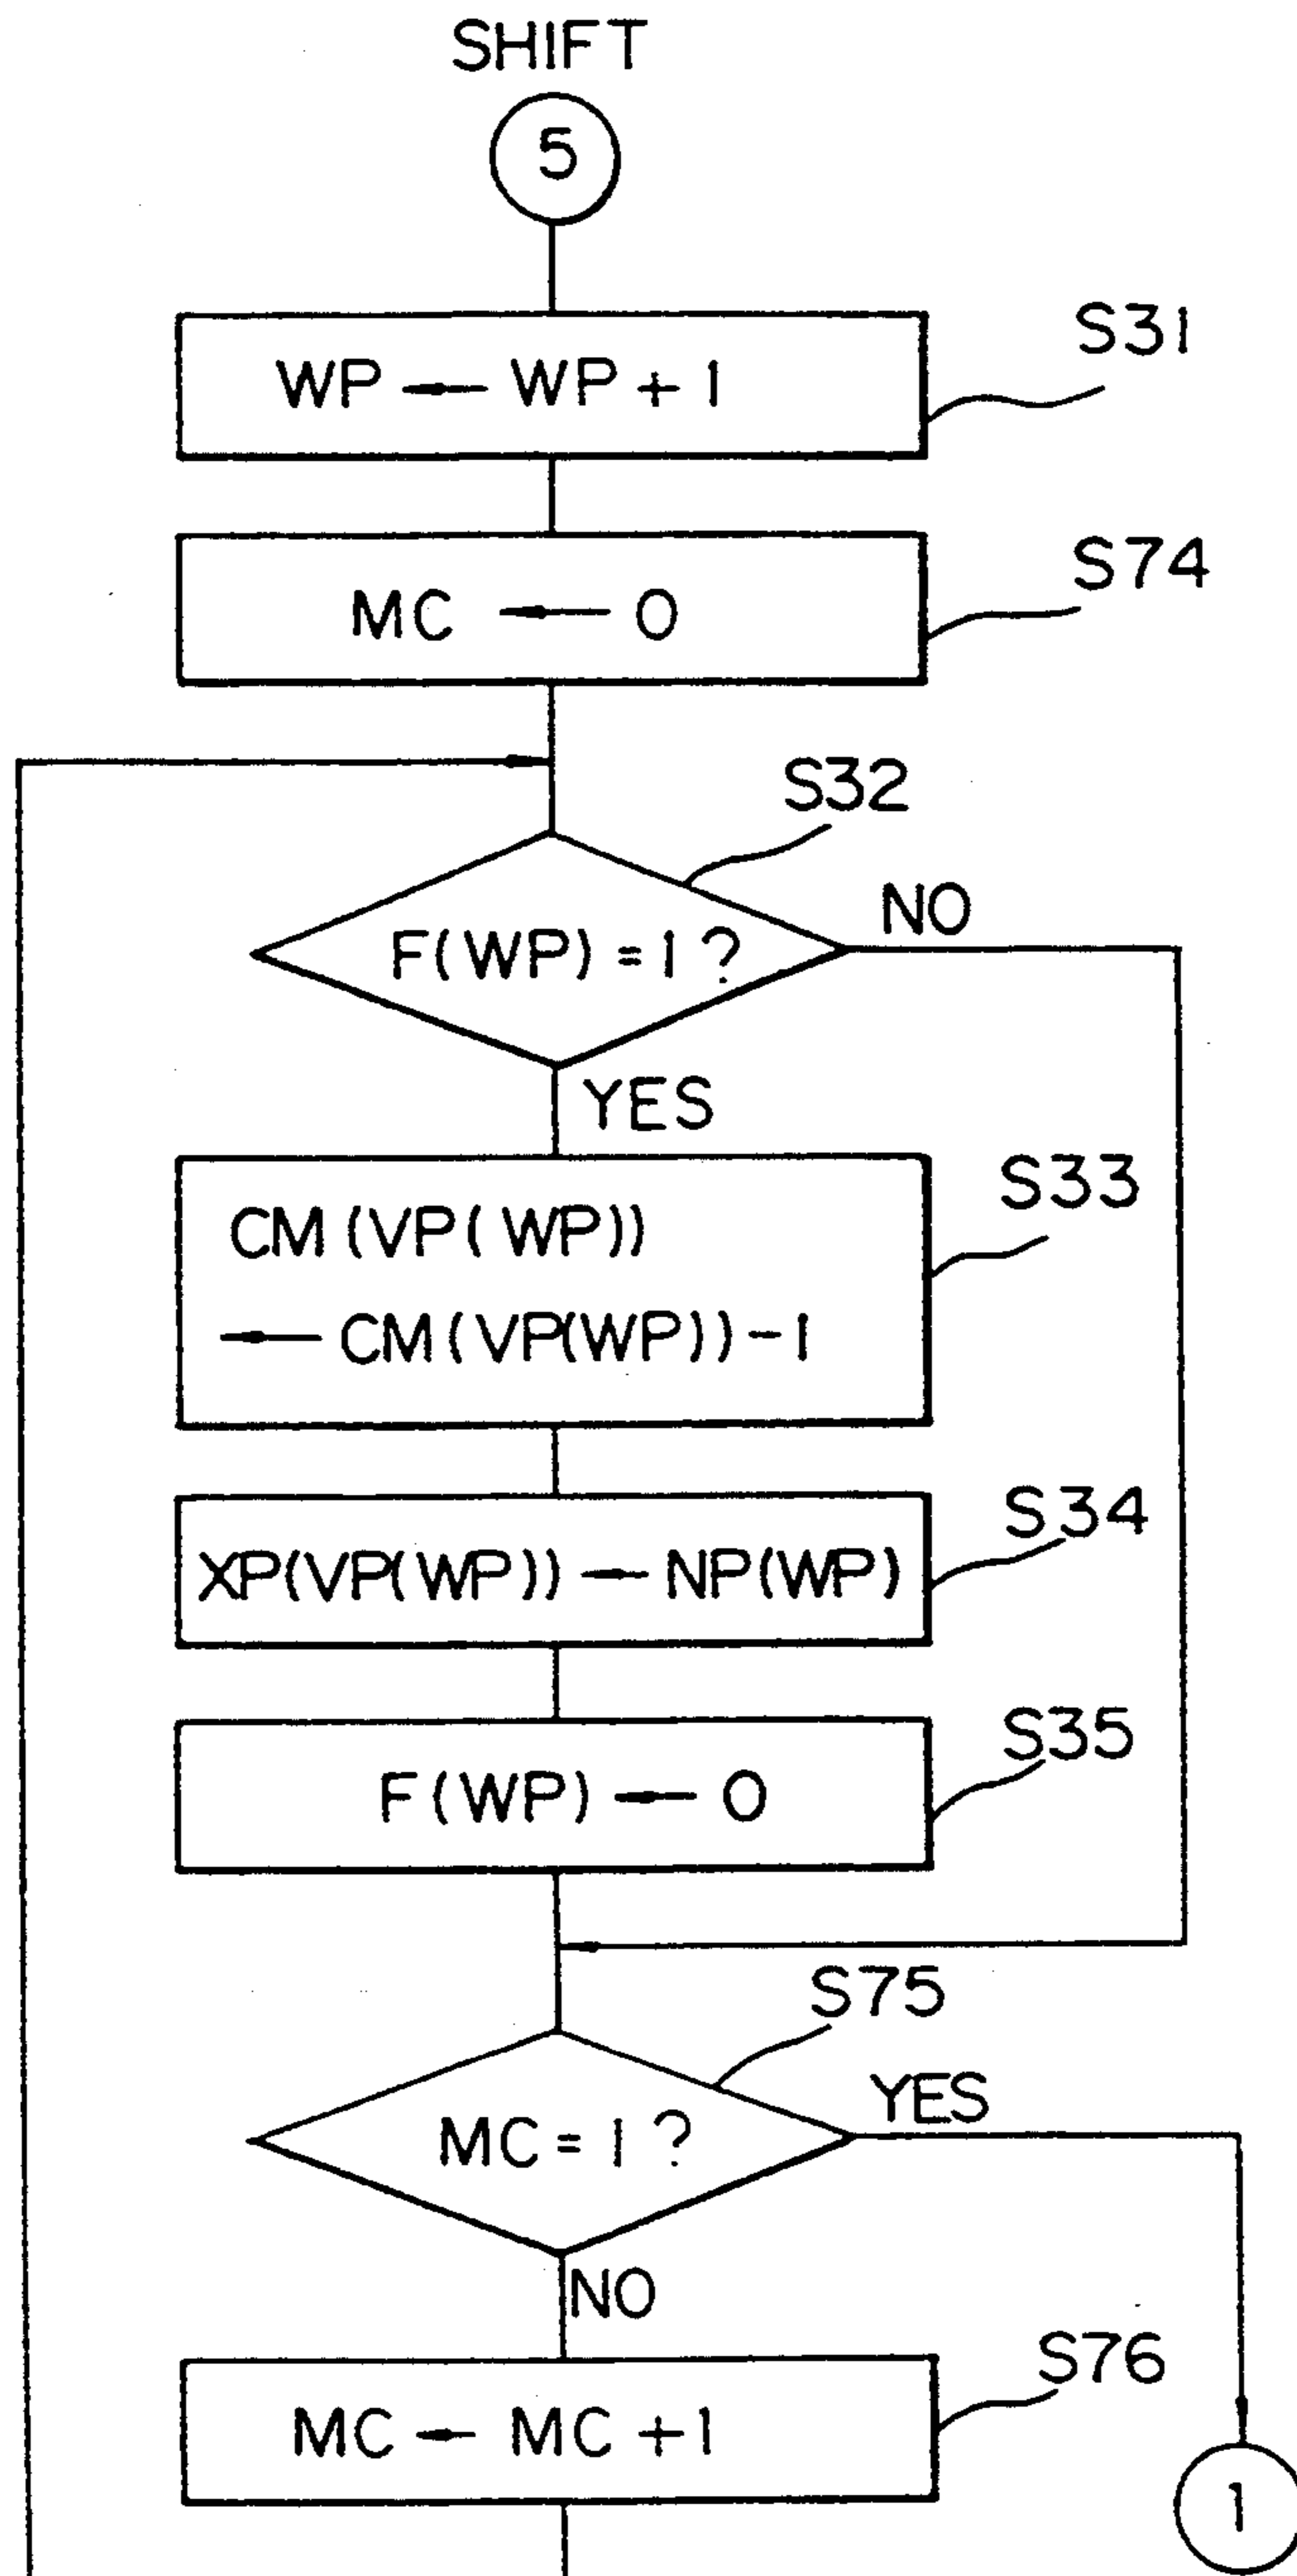 SHIFT
5
S31
WP ← WP + 1
S74
MC ← 0
S32
NO
F(WP) = 1 ?
YES
S33
CM (VP( WP))
← CM (VP(WP)) - 1
S34
XP(VP(WP)) ← NP(WP)
S35
F(WP) ← 0
S75
YES
MC = 1 ?
NO
S76
MC ← MC + 1
1